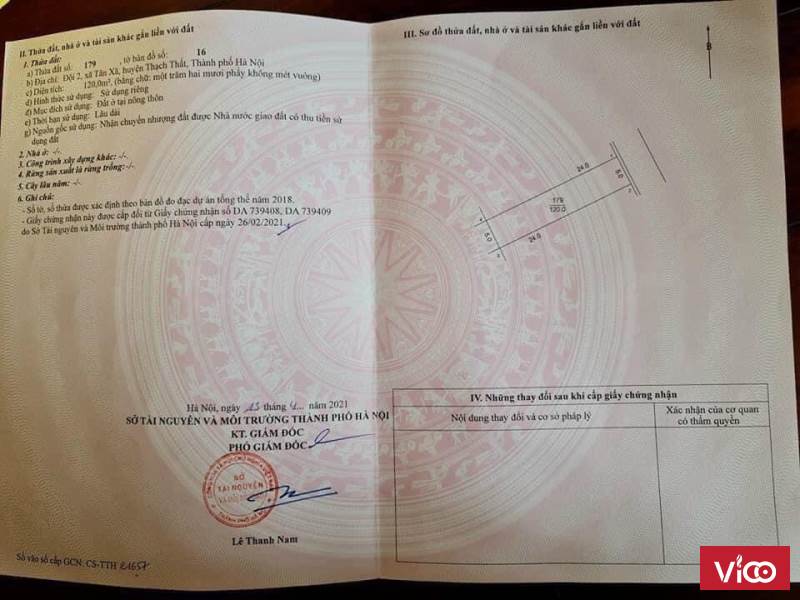 II. Thửa đất, nhà ở và tài sản khác gắn liền với đất
1. Thửa đất:
a) Thửa đất số: 179 , tờ bản đồ số: 16
b) Địa chỉ: Đội 2, xã Tân Xã, huyện Thạch Thất, Thành phố Hà Nội
c) Diện tích: 120,0m², (bằng chữ: một trăm hai mươi phẩy không mét vuông)
d) Hình thức sử dụng: Sử dụng riêng
đ) Mục đích sử dụng: Đất ở tại nông thôn
e) Thời hạn sử dụng: Lâu dài
g) Nguồn gốc sử dụng: Nhận chuyển nhượng đất được Nhà nước giao đất có thu tiền sử
dụng đất
2. Nhà ở: -/-
3. Công trình xây dựng khác: -/-
4. Rừng sản xuất là rừng trồng: -/-
5. Cây lâu năm: -/-
6. Ghi chú:
- Số tờ, số thửa được xác định theo bản đồ đo đạc dự án tổng thể năm 2018.
- Giấy chứng nhận này được cấp đổi từ Giấy chứng nhận số DA 739408, DA 739409
do Sở Tài nguyên và Môi trường thành phố Hà Nội cấp ngày 26/02/2021.
Hà Nội, ngày 13 tháng 4 năm 2021
SỞ TÀI NGUYÊN VÀ MÔI TRƯỜNG THÀNH PHỐ HÀ NỘI
KT. GIÁM ĐỐC
PHÓ GIÁM ĐỐC
SỞ
TÀI NGUYÊN
Lê Thanh Nam
Số vào sổ cấp GCN: CS-TTH 21657
III. Sơ đồ thửa đất, nhà ở và tài sản khác gắn liền với đất
B
24.0
5.0
179
120.0
5.0
24.0
IV. Những thay đổi sau khi cấp giấy chứng nhận
Nội dung thay đổi và cơ sở pháp lý
Xác nhận của cơ quan
có thẩm quyền
ViCO